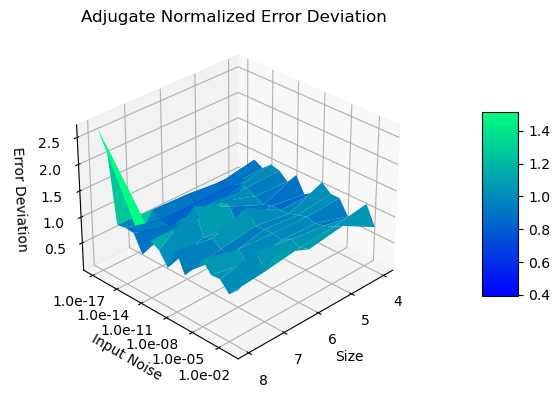 Adjugate Normalized Error Deviation
2.5
2.0
1.5
1.0
0.5
Error Deviation
1.0e-17
1.0e-14
1.0e-11
1.0e-08
1.0e-05
1.0e-02
Input Noise
8
7
6
5
4
Size
1.4
1.2
1.0
0.8
0.6
0.4